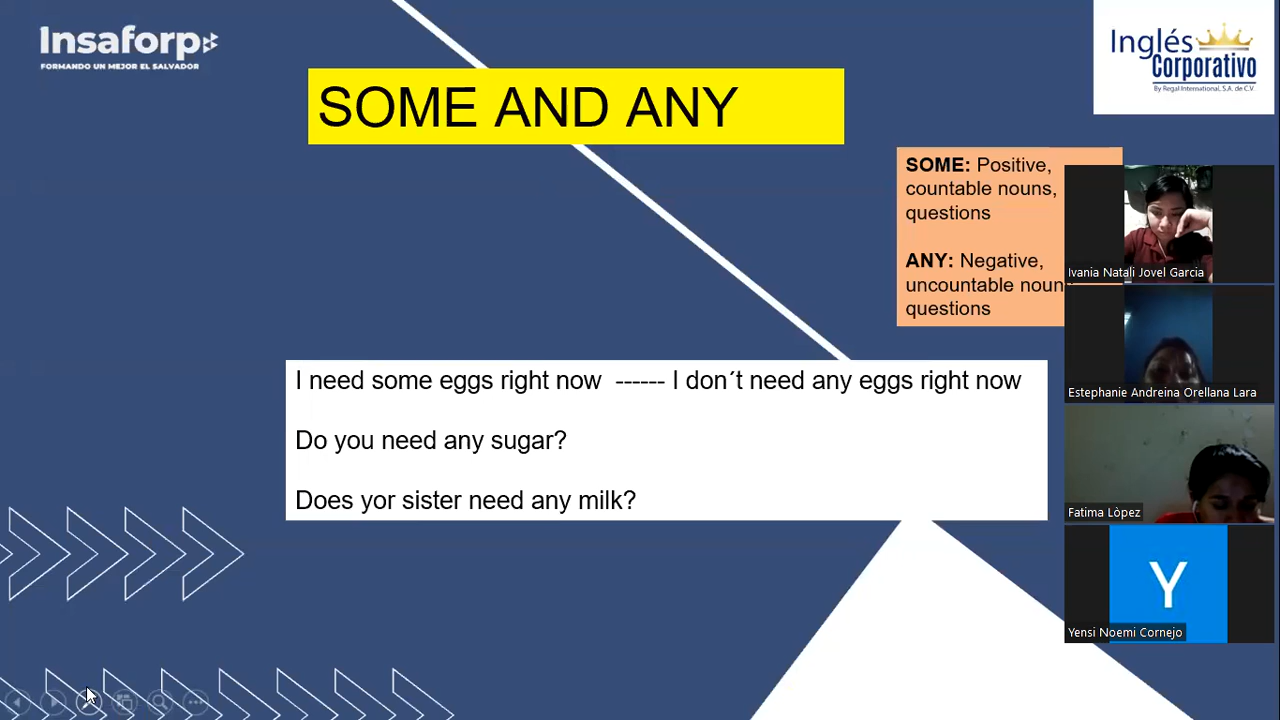 Insaforp
FORMANDO UN MEJOR EL SALVADOR
Inglés
Corporativo
By Regal International, S.A. de C.V.
SOME AND ANY
SOME: Positive,
countable nouns,
questions
ANY: Negative,
uncountable noun
questions
I need some eggs right now ------ I don´t need any eggs right now
Do you need any sugar?
Does yor sister need any milk?
Ivania Natali Jovel Garcia
Estephanie Andreina Orellana Lara
Fatima Lòpez
Y
Yensi Noemi Cornejo